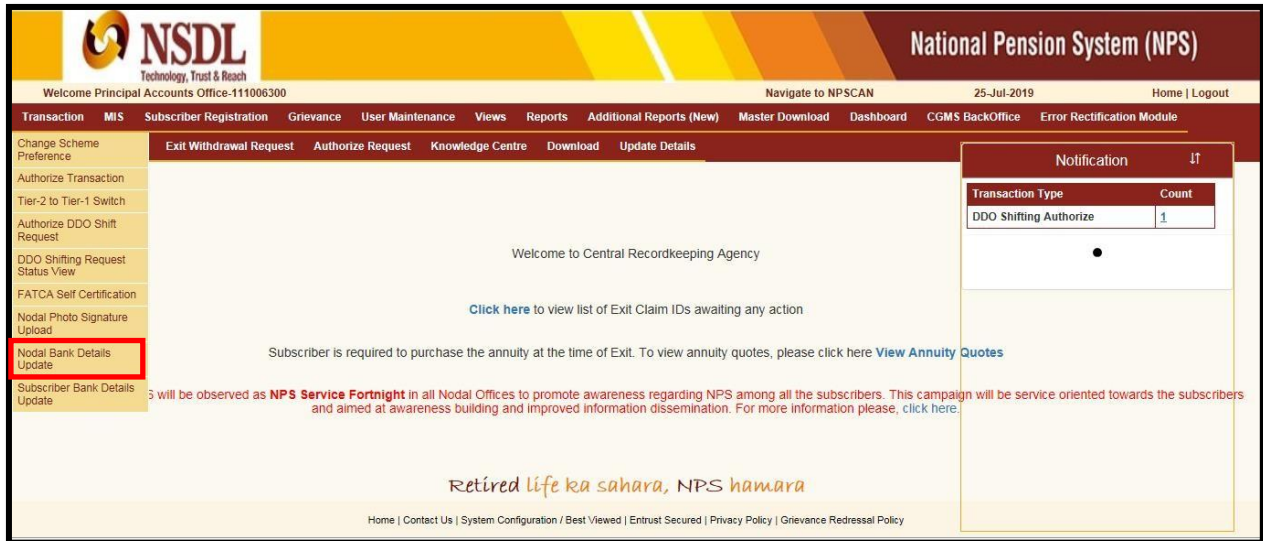 NSDL
Technology, Trust & Reach
National Pension System (NPS)
Welcome Principal Accounts Office-111006300
Navigate to NPSCAN
25-Jul-2019
Home | Logout
Transaction MIS Subscriber Registration Grievance User Maintenance Views Reports Additional Reports (New) Master Download Dashboard CGMS BackOffice Error Rectification Module
Exit Withdrawal Request Authorize Request Knowledge Centre Download Update Details
Change Scheme
Preference
Authorize Transaction
Tier-2 to Tier-1 Switch
Authorize DDO Shift
Request
DDO Shifting Request
Status View
FATCA Self Certification
Nodal Photo Signature
Upload
Nodal Bank Details
Update
Subscriber Bank Details
Update
Notification
Transaction Type Count
DDO Shifting Authorize 1
Welcome to Central Recordkeeping Agency
Click here to view list of Exit Claim IDs awaiting any action
Subscriber is required to purchase the annuity at the time of Exit. To view annuity quotes, please click here View Annuity Quotes
will be observed as NPS Service Fortnight in all Nodal Offices to promote awareness regarding NPS among all the subscribers. This campaign will be service oriented towards the subscribers
and aimed at awareness building and improved information dissemination. For more information please, click here.
Retired life ka sahara, NPS hamara
Home | Contact Us | System Configuration / Best Viewed | Entrust Secured | Privacy Policy | Grievance Redressal Policy